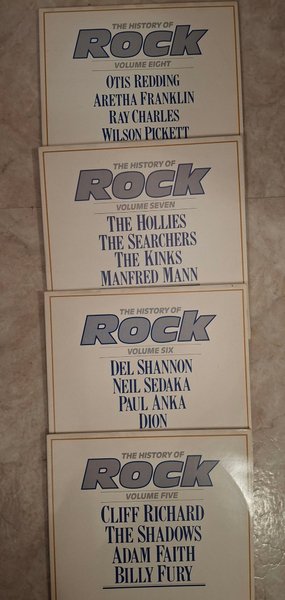 THE HISTORY OF
Rock
VOLUME EIGHT
OTIS REDDING
ARETHA FRANKLIN
RAY CHARLES
WILSON PICKETT
THE HISTORY OF
Rock
VOLUME SEVEN
THE HOLLIES
THE SEARCHERS
THE KINKS
MANFRED MANN
THE HISTORY OF
Rock
VOLUME SIX
DEL SHANNON
NEIL SEDAKA
PAUL ANKA
DION
THE HISTORY OF
Rock
VOLUME FIVE
CLIFF RICHARD
THE SHADOWS
ADAM FAITH
BILLY FURY